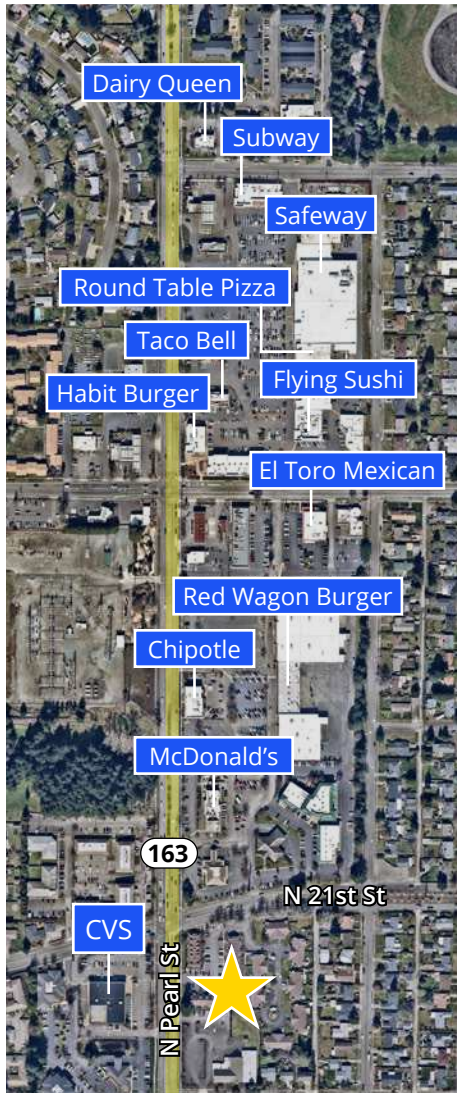 Dairy Queen
Subway
Safeway
Round Table Pizza
Taco Bell
Flying Sushi
Habit Burger
El Toro Mexican
Red Wagon Burger
Chipotle
McDonald's
163
N 21st St
CVS
N Pearl St